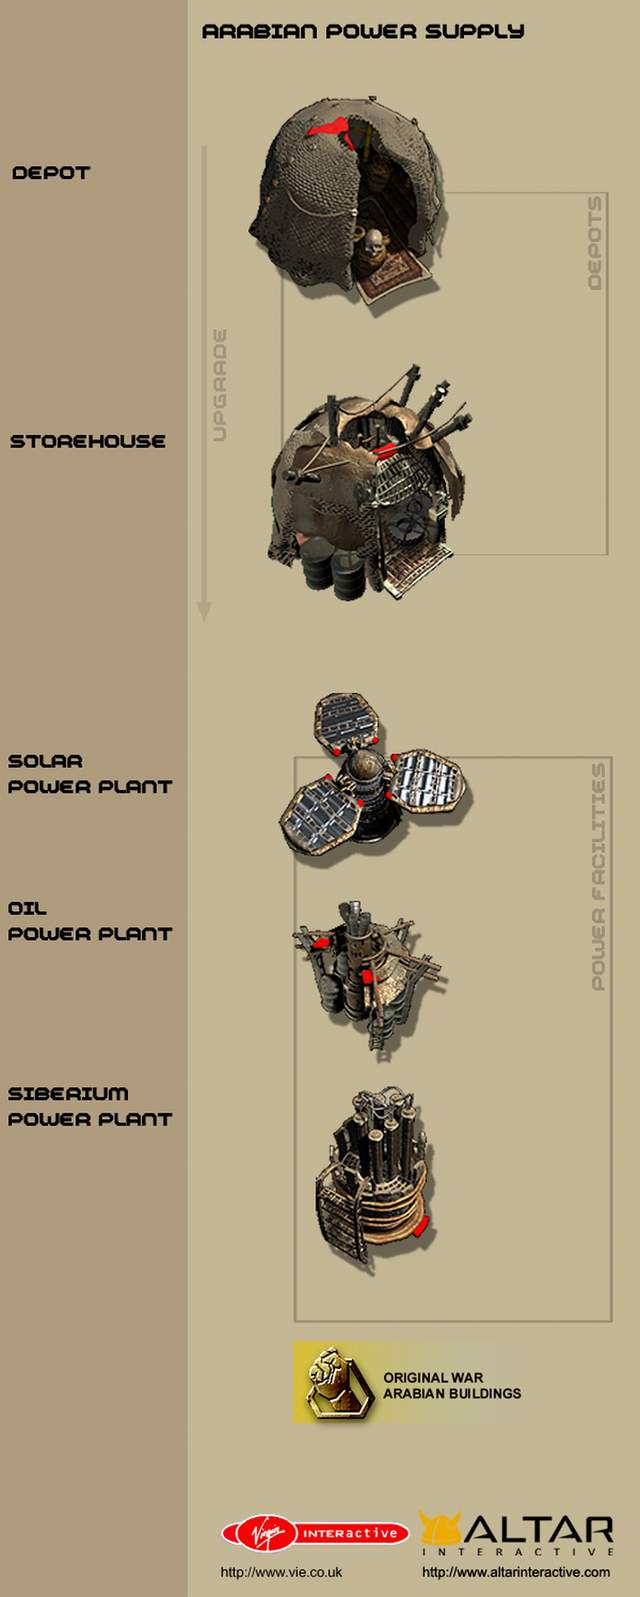 ARABIAN POWER SUPPLY
DEPOT
DEPOTS
UPGRADE
STOREHOUSE
SOLAR
POWER PLANT
POWER FACILITIES
OIL
POWER PLANT
SIBERIUM
POWER PLANT
ORIGINAL WAR
ARABIAN BUILDINGS
Virgin INTERactive
ALTAR
INTERACTIVE
http://www.vie.co.uk
http://www.altarinteractive.com